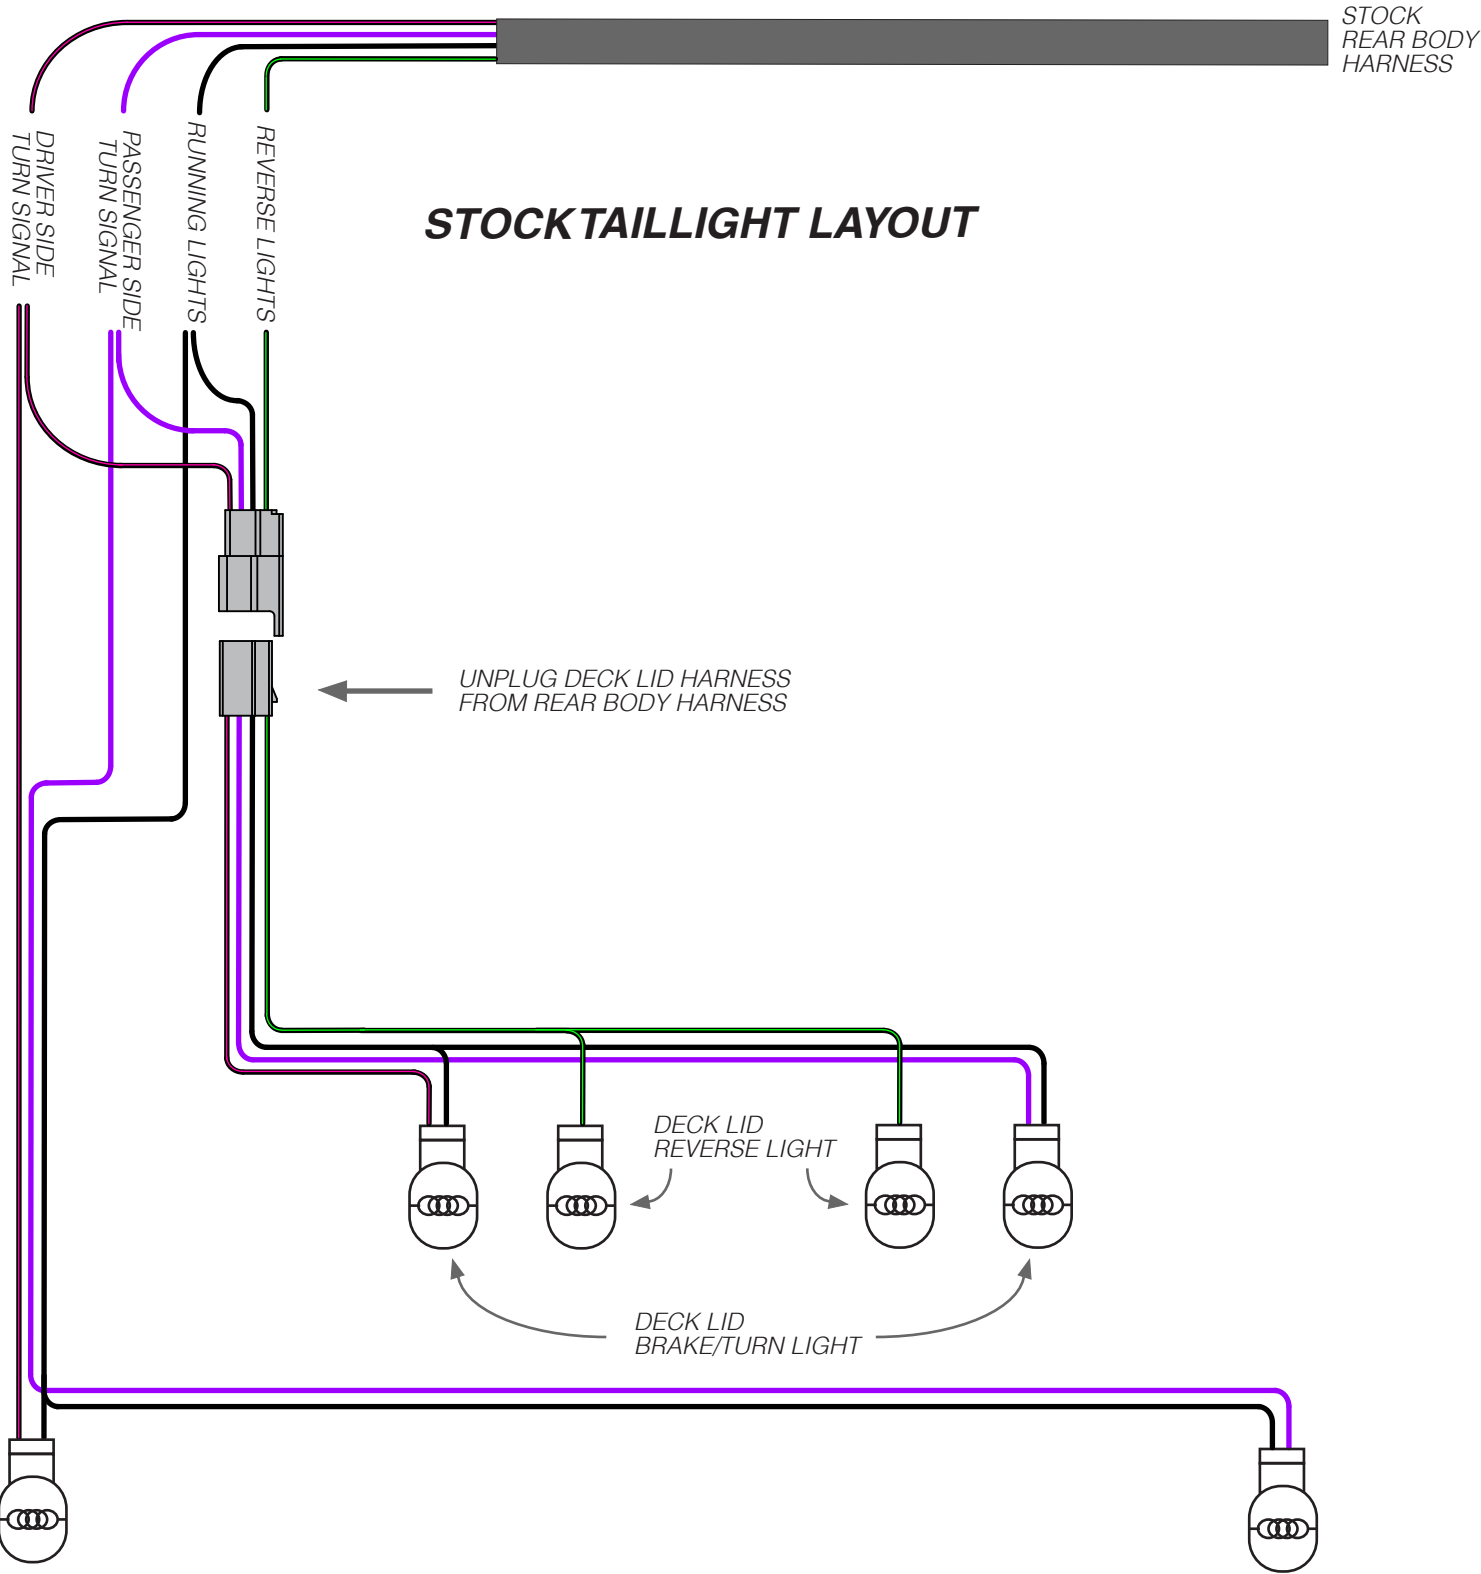 STOCK
REAR BODY
HARNESS
DRIVER SIDE
TURN SIGNAL
PASSENGER SIDE
TURN SIGNAL
RUNNING LIGHTS
REVERSE LIGHTS
STOCK TAILLIGHT LAYOUT
UNPLUG DECK LID HARNESS
FROM REAR BODY HARNESS
DECK LID
REVERSE LIGHT
DECK LID
BRAKE/TURN LIGHT